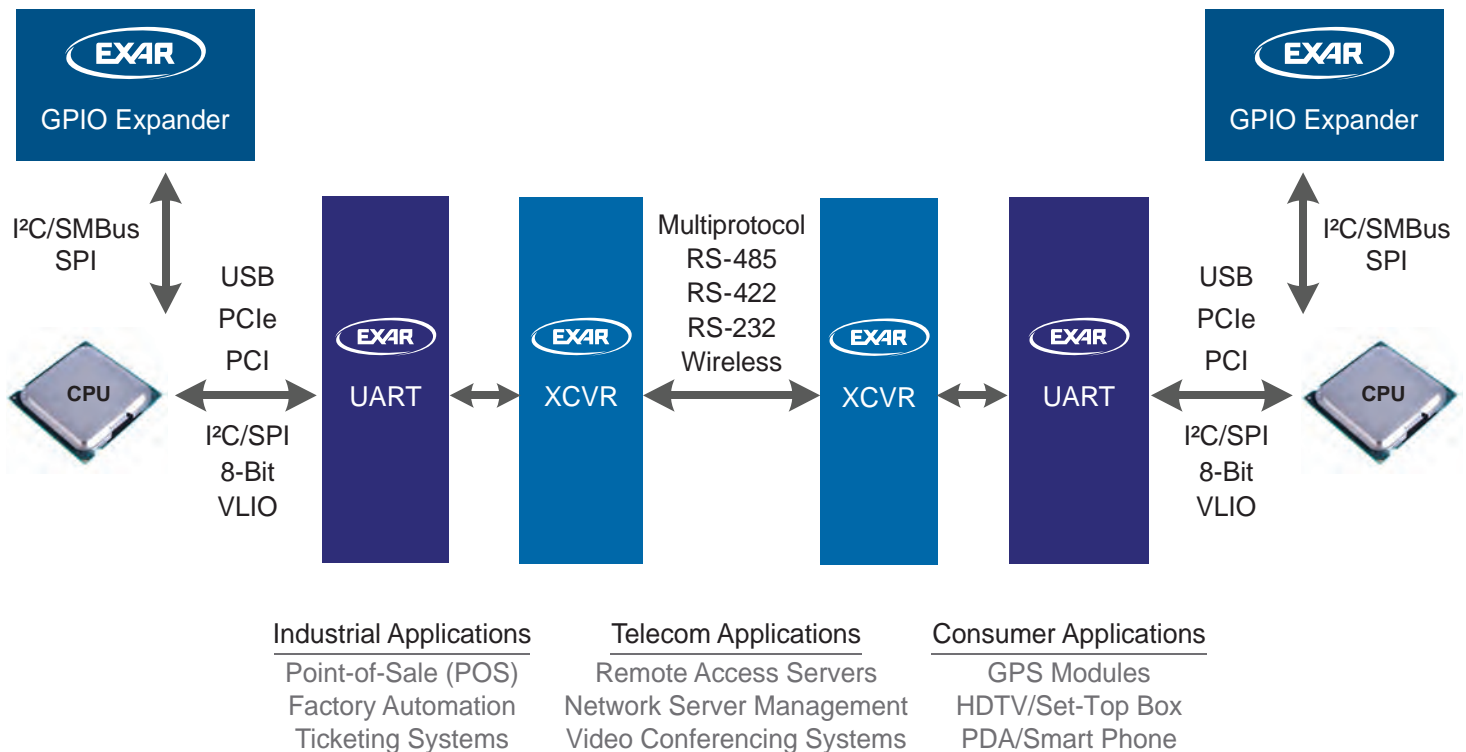 EXAR
GPIO Expander
EXAR
GPIO Expander
I²C/SMBus
SPI
USB
PCIe
PCI
CPU
I²C/SPI
8-Bit
VLIO
EXAR
UART
EXAR
XCVR
Multiprotocol
RS-485
RS-422
RS-232
Wireless
EXAR
XCVR
EXAR
UART
I²C/SMBus
SPI
USB
PCIe
PCI
CPU
I²C/SPI
8-Bit
VLIO
Industrial Applications
Point-of-Sale (POS)
Factory Automation
Ticketing Systems
Telecom Applications
Remote Access Servers
Network Server Management
Video Conferencing Systems
Consumer Applications
GPS Modules
HDTV/Set-Top Box
PDA/Smart Phone